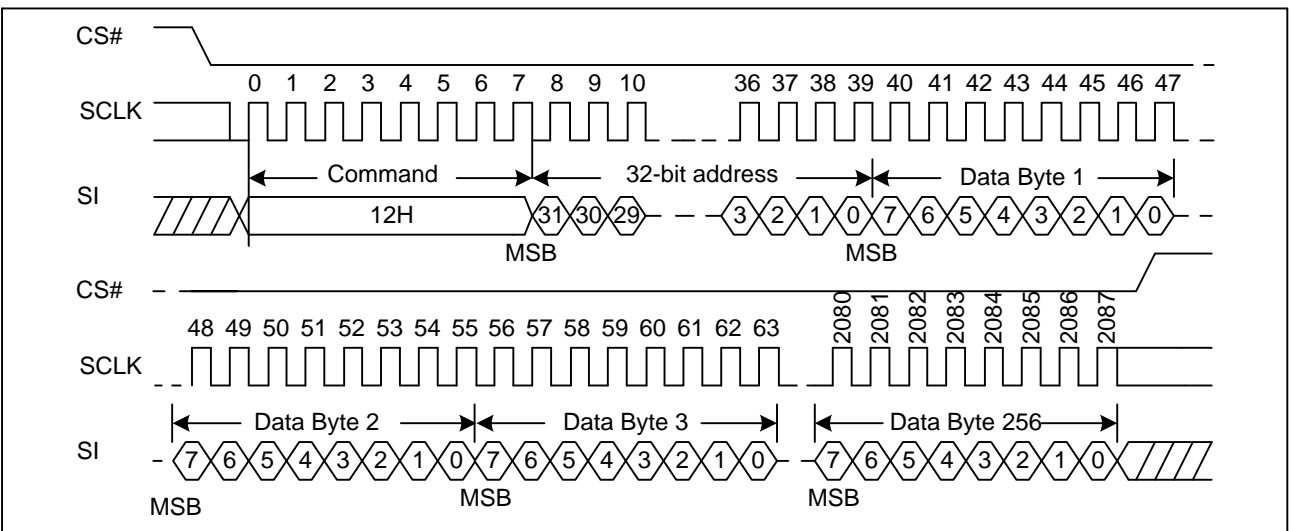 CS#
0 1 2 3 4 5 6 7 8 9 10 36 37 38 39 40 41 42 43 44 45 46 47
SCLK
Command 32-bit address Data Byte 1
SI
12H 31 30 29 3 2 1 0 7 6 5 4 3 2 1 0
MSB MSB
CS#
48 49 50 51 52 53 54 55 56 57 58 59 60 61 62 63 2080 2081 2082 2083 2084 2085 2086 2087
SCLK
Data Byte 2 Data Byte 3 Data Byte 256
SI
7 6 5 4 3 2 1 0 7 6 5 4 3 2 1 0 7 6 5 4 3 2 1 0
MSB MSB MSB